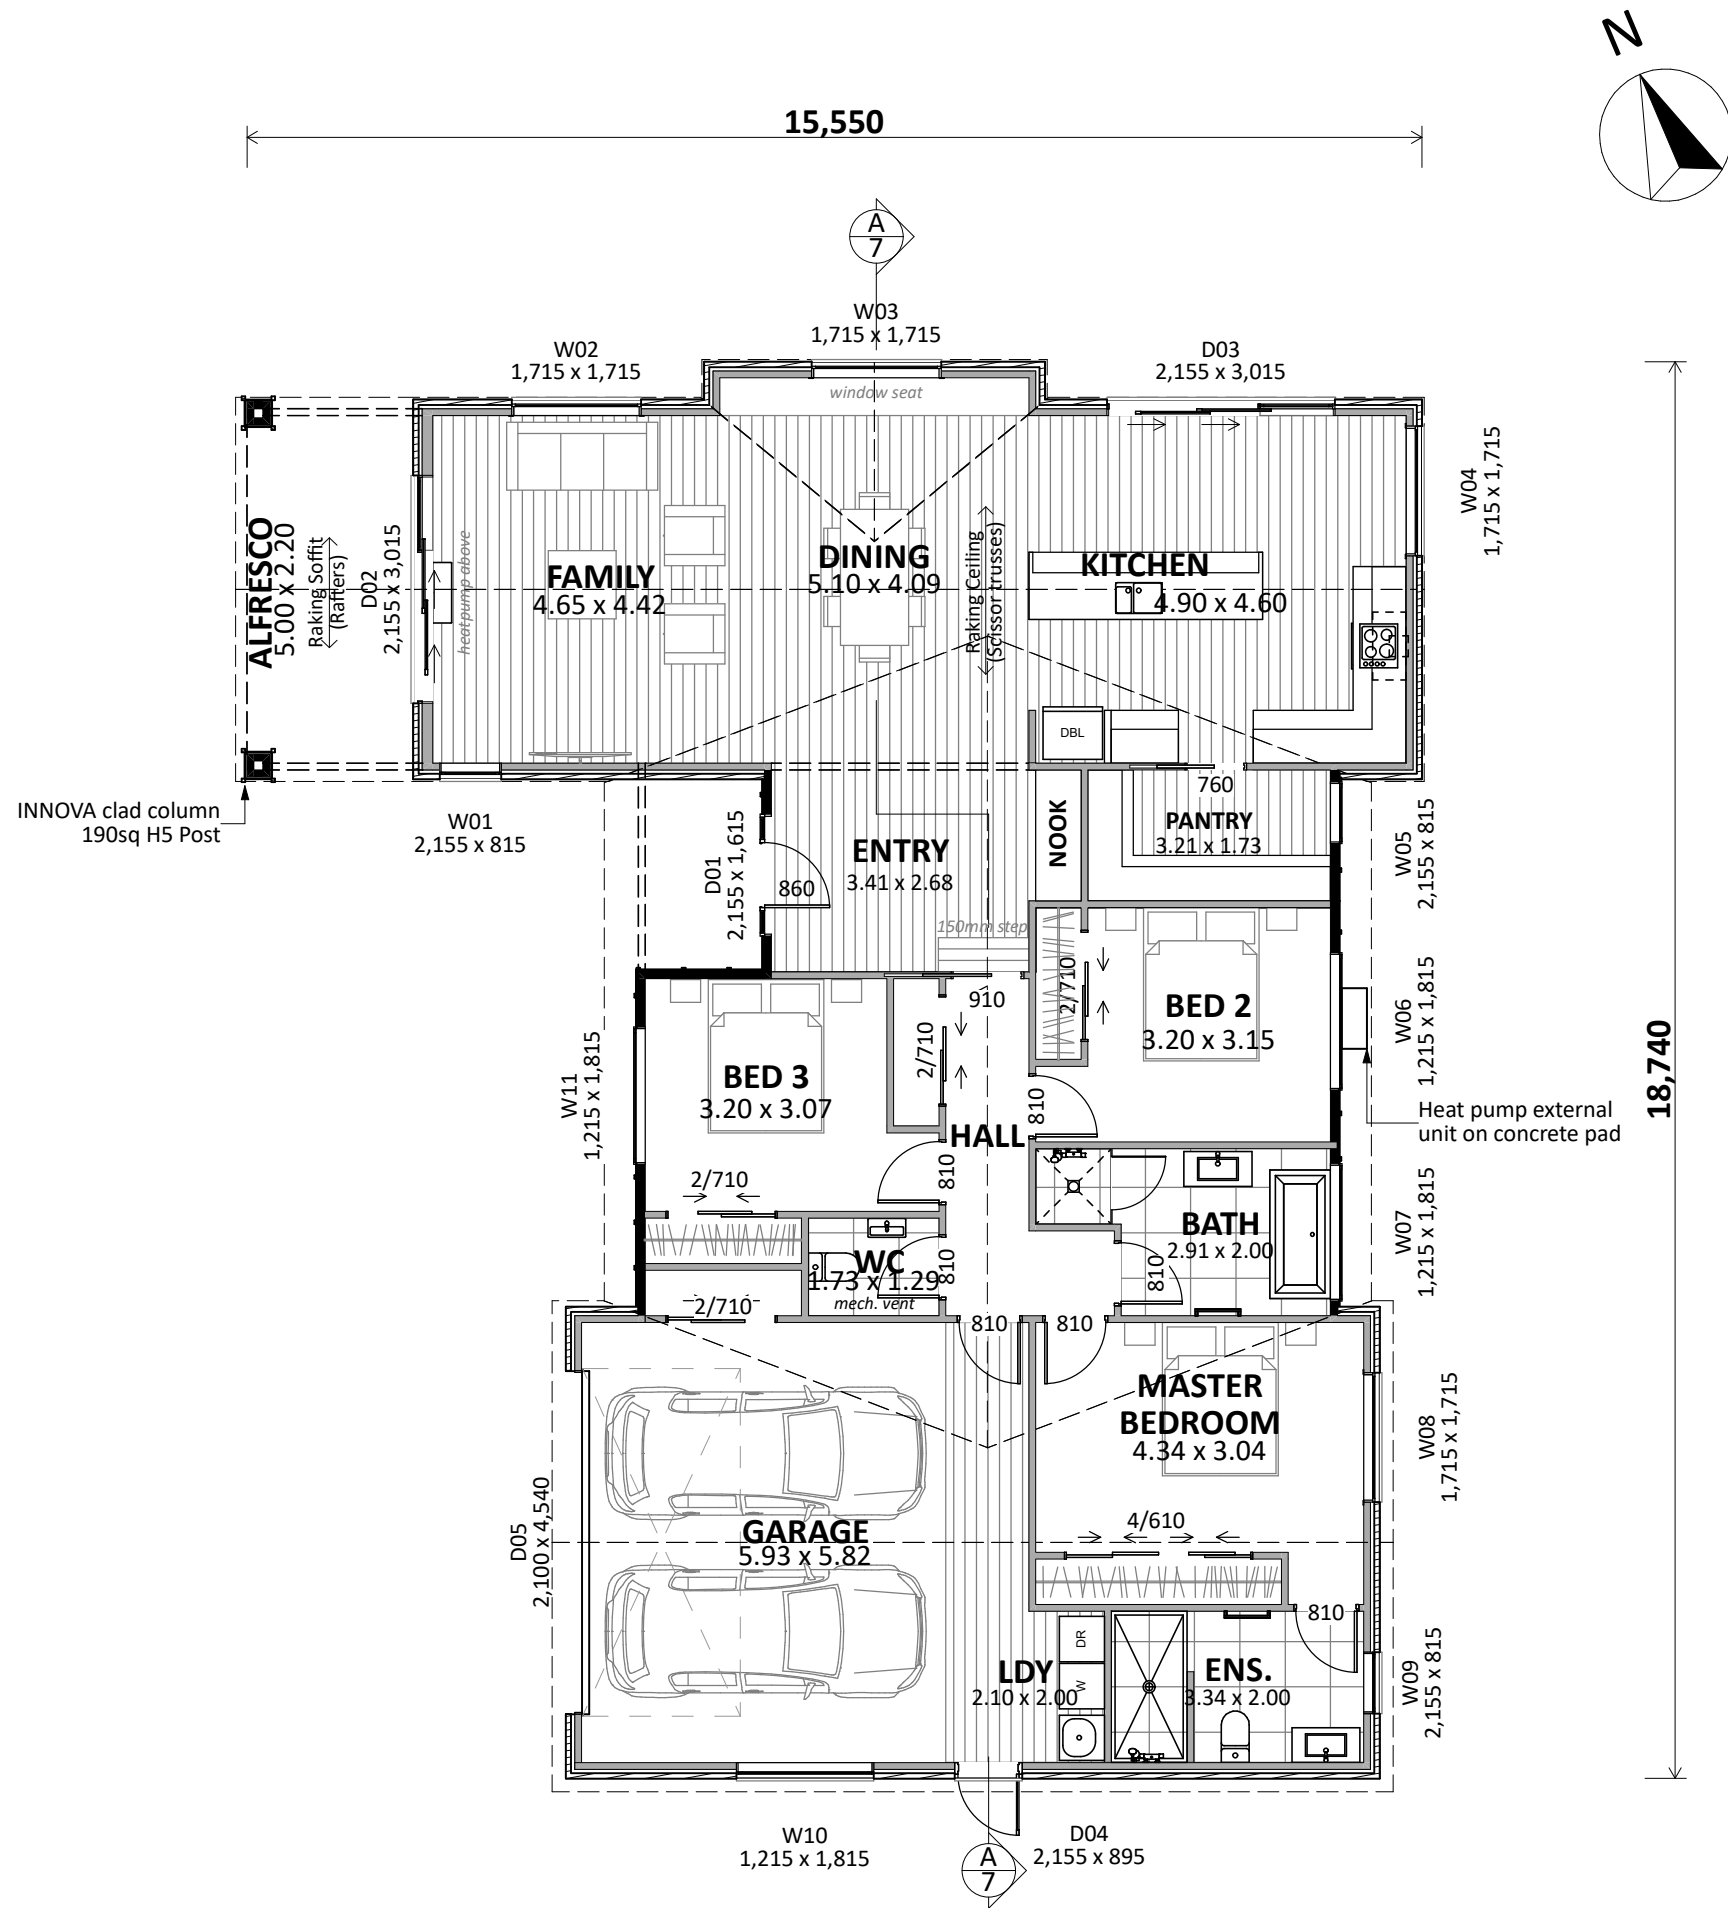 N
15,550
A
7
W03
1,715 x 1,715
W02
1,715 x 1,715
D03
2,155 x 3,015
window seat
W04
1,715 x 1,715
ALFRESCO
5.00 x 2.20
Raking Soffit
(Rafters)
D02
2,155 x 3,015
heatpump above
FAMILY
4.65 x 4.42
DINING
5.10 x 4.09
Raking Ceiling
(Scissor trusses)
KITCHEN
4.90 x 4.60
DBL
INNOVA clad column
190sq H5 Post
W01
2,155 x 815
D01
2,155 x 1,615
860
ENTRY
3.41 x 2.68
150mm step
NOOK
760
PANTRY
3.21 x 1.73
W05
2,155 x 815
18,740
910
2/710
BED 2
3.20 x 3.15
W06
1,215 x 1,815
Heat pump external
unit on concrete pad
W11
1,215 x 1,815
BED 3
3.20 x 3.07
2/710
2/710
HALL
810
810
BATH
2.91 x 2.00
810
W07
1,215 x 1,815
WC
1.73 x 1.29
mech. vent
810
2/710
810
810
MASTER
BEDROOM
4.34 x 3.04
W08
1,715 x 1,715
4/610
D05
2,100 x 4,540
GARAGE
5.93 x 5.82
810
LDY
2.10 x 2.00
DR
W
ENS.
3.34 x 2.00
W09
2,155 x 815
W10
1,215 x 1,815
D04
2,155 x 895
A
7